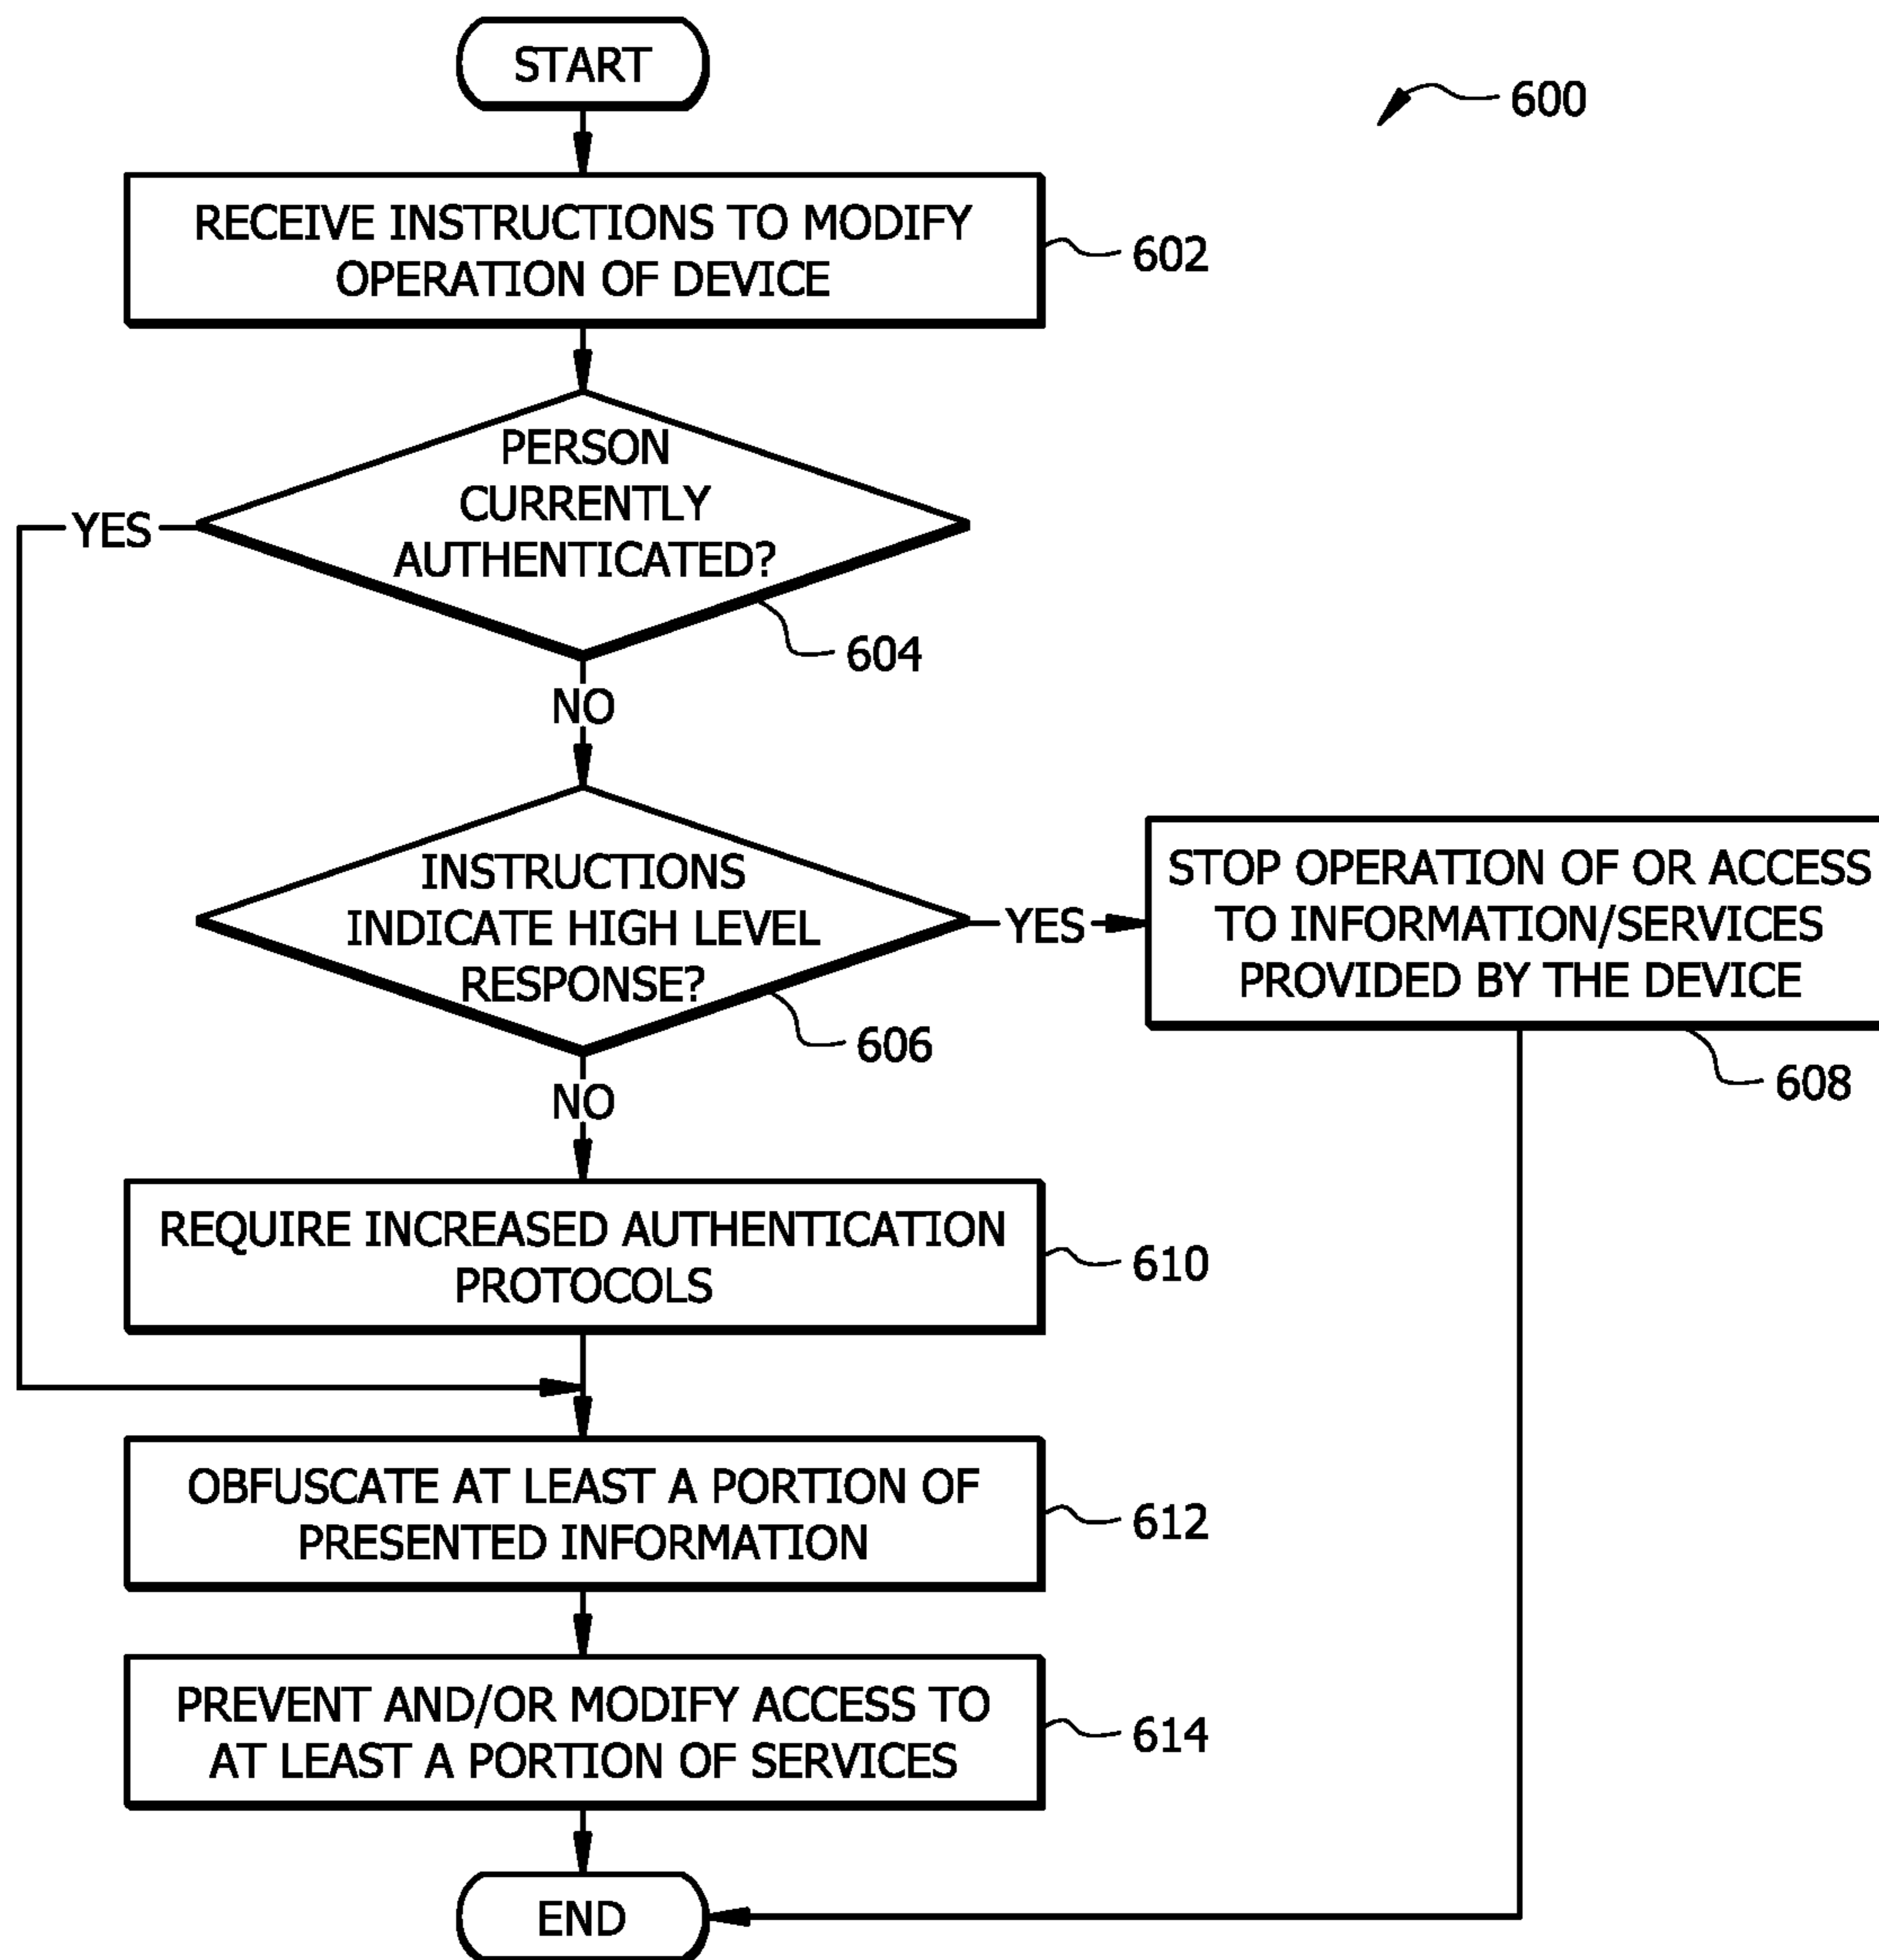 START
600
RECEIVE INSTRUCTIONS TO MODIFY
OPERATION OF DEVICE
602
PERSON
CURRENTLY
AUTHENTICATED?
YES
604
NO
INSTRUCTIONS
INDICATE HIGH LEVEL
RESPONSE?
YES
606
STOP OPERATION OF OR ACCESS
TO INFORMATION/SERVICES
PROVIDED BY THE DEVICE
608
NO
REQUIRE INCREASED AUTHENTICATION
PROTOCOLS
610
OBFUSCATE AT LEAST A PORTION OF
PRESENTED INFORMATION
612
PREVENT AND/OR MODIFY ACCESS TO
AT LEAST A PORTION OF SERVICES
614
END